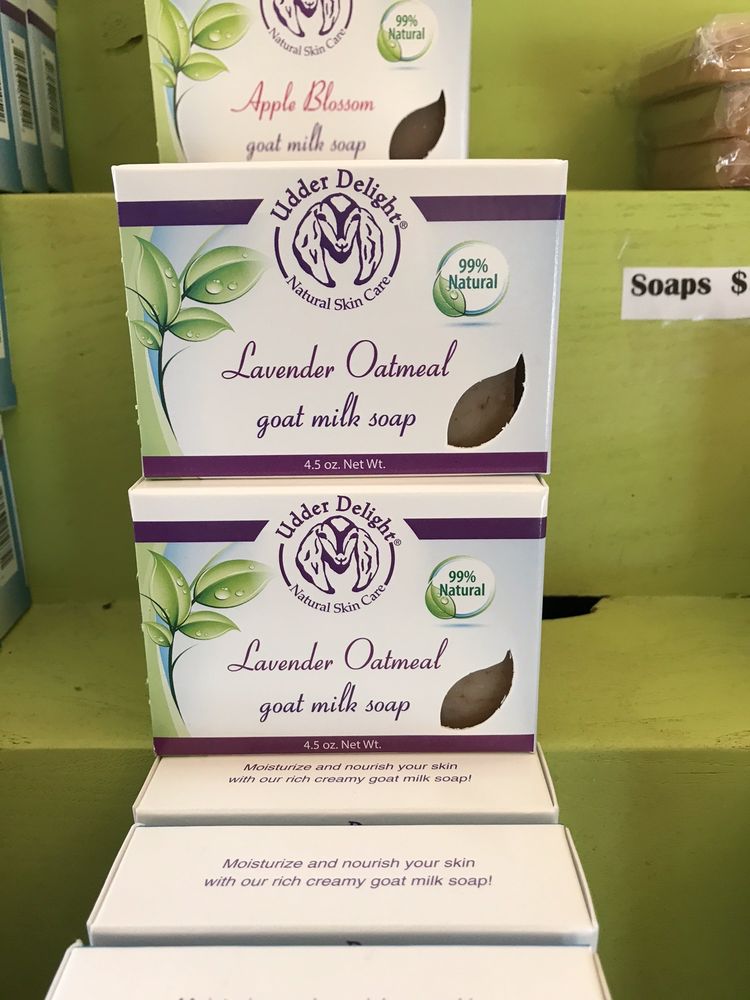 Natural Skin Care
99%
Natural
Apple Blossom
goat milk soap
Udder Delight®
Natural Skin Care
99%
Natural
Lavender Oatmeal
goat milk soap
4.5 oz. Net Wt.
Soaps $
Udder Delight®
Natural Skin Care
99%
Natural
Lavender Oatmeal
goat milk soap
4.5 oz. Net Wt.
Moisturize and nourish your skin
with our rich creamy goat milk soap!
Moisturize and nourish your skin
with our rich creamy goat milk soap!